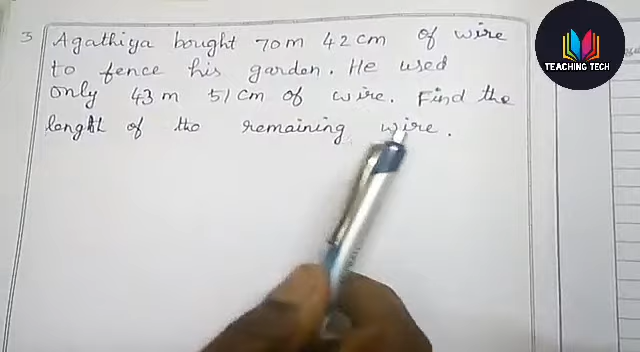 3 Agathiya bought 70m 42cm of wire
to fence his garden. He used
only 43m 51cm of wire. Find the
length of the remaining wire.
TEACHING TECH